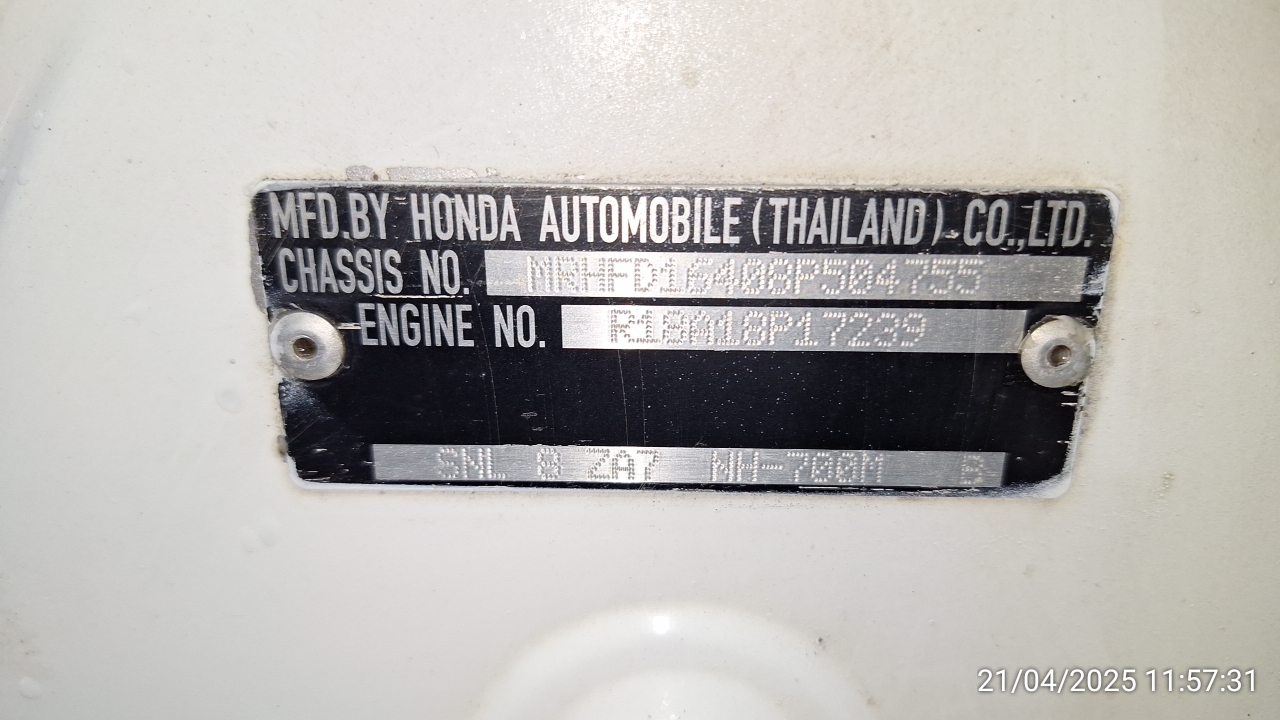 MFD.BY HONDA AUTOMOBILE (THAILAND) CO.,LTD.
CHASSIS NO. MRHFD16408P504755
ENGINE NO. R18A18P17239
SNL 8 2A7 NH-700M B
21/04/2025 11:57:31